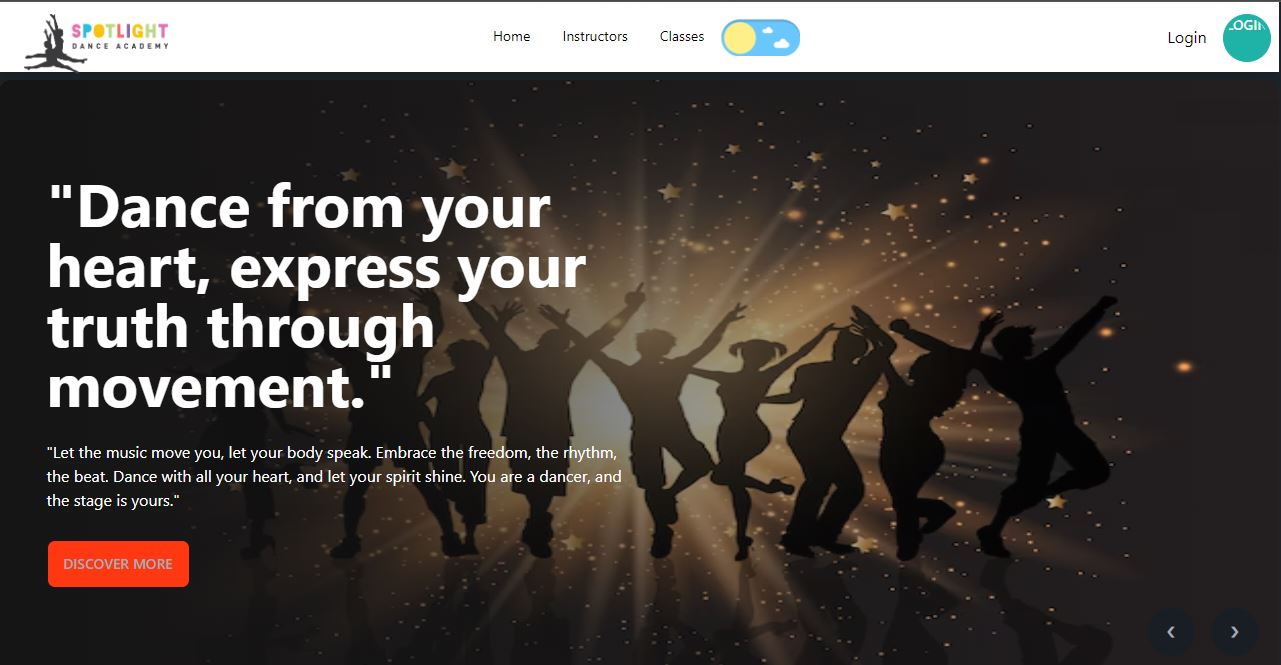 SPOTLIGHT
DANCE ACADEMY
Home
Instructors
Classes
Login
LOGIN
"Dance from your
heart, express your
truth through
movement."
"Let the music move you, let your body speak. Embrace the freedom, the rhythm,
the beat. Dance with all your heart, and let your spirit shine. You are a dancer, and
the stage is yours."
DISCOVER MORE